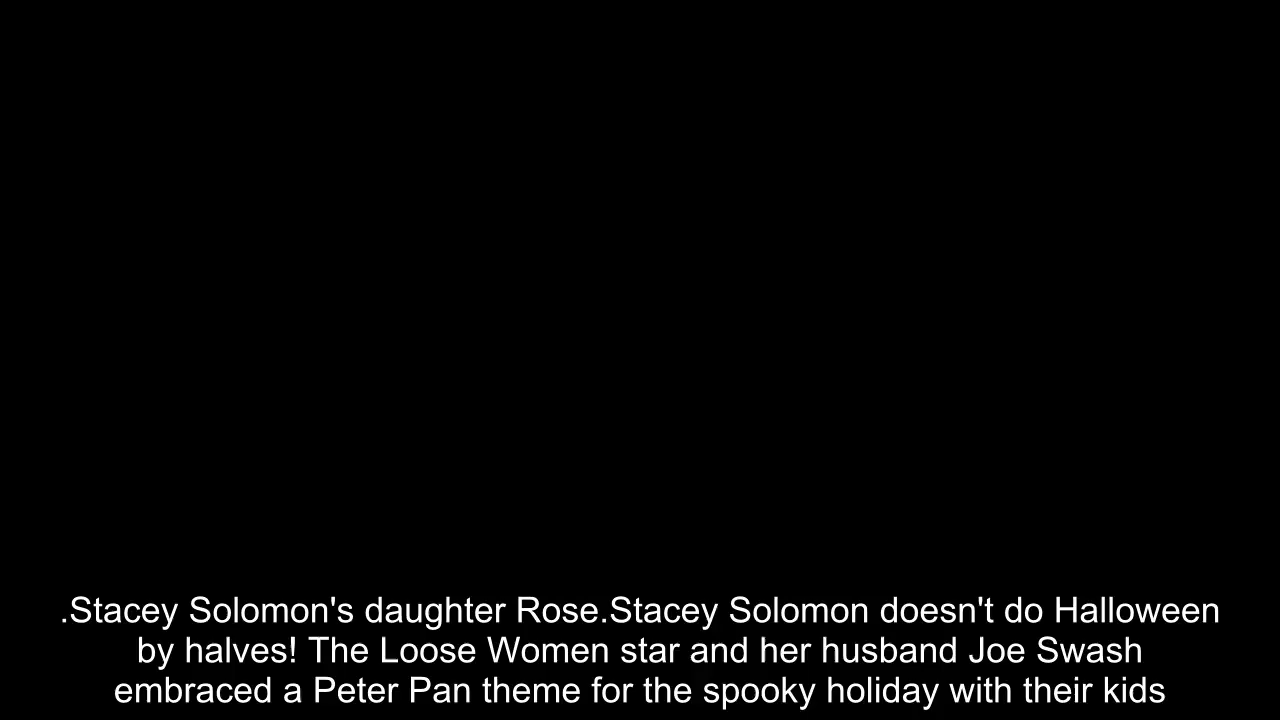 .Stacey Solomon's daughter Rose.Stacey Solomon doesn't do Halloween
by halves! The Loose Women star and her husband Joe Swash
embraced a Peter Pan theme for the spooky holiday with their kids